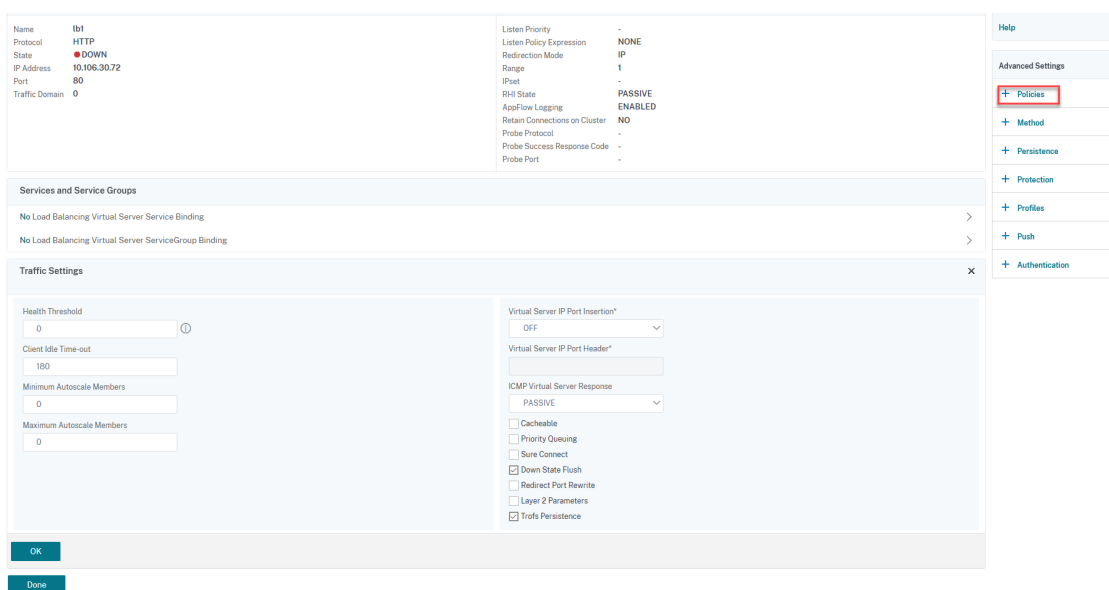 Name lb1
Protocol HTTP
State DOWN
IP Address 10.106.30.72
Port 80
Traffic Domain 0
Listen Priority -
Listen Policy Expression NONE
Redirection Mode IP
Range 1
IPset -
RHI State PASSIVE
AppFlow Logging ENABLED
Retain Connections on Cluster NO
Probe Protocol -
Probe Success Response Code -
Probe Port -
Services and Service Groups
No Load Balancing Virtual Server Service Binding
No Load Balancing Virtual Server ServiceGroup Binding
Traffic Settings
Health Threshold
0
Client Idle Time-out
180
Minimum Autoscale Members
0
Maximum Autoscale Members
0
Virtual Server IP Port Insertion*
OFF
Virtual Server IP Port Header*
ICMP Virtual Server Response
PASSIVE
Cacheable
Priority Queuing
Sure Connect
Down State Flush
Redirect Port Rewrite
Layer 2 Parameters
Trofs Persistence
OK
Done
Help
Advanced Settings
+ Policies
+ Method
+ Persistence
+ Protection
+ Profiles
+ Push
+ Authentication